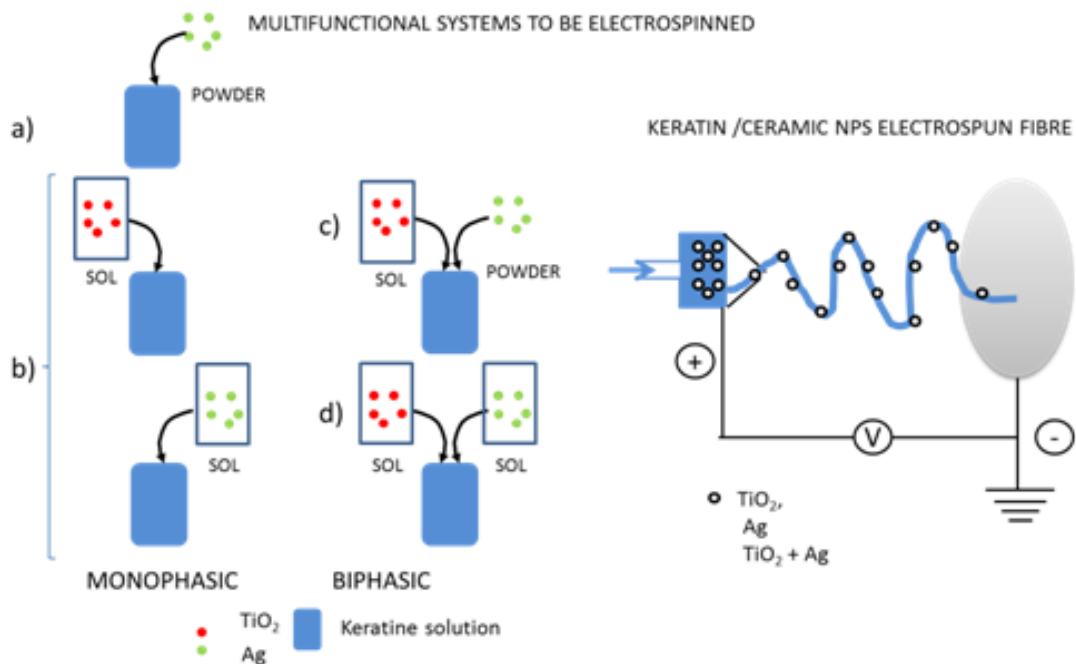 MULTIFUNCTIONAL SYSTEMS TO BE ELECTROSPINNED
POWDER
a)
SOL
b)
SOL
MONOPHASIC
c)
SOL
POWDER
d)
SOL
SOL
BIPHASIC
TiO₂
Ag
Keratine solution
KERATIN /CERAMIC NPS ELECTROSPUN FIBRE
+
V
-
TiO₂,
Ag
TiO₂ + Ag